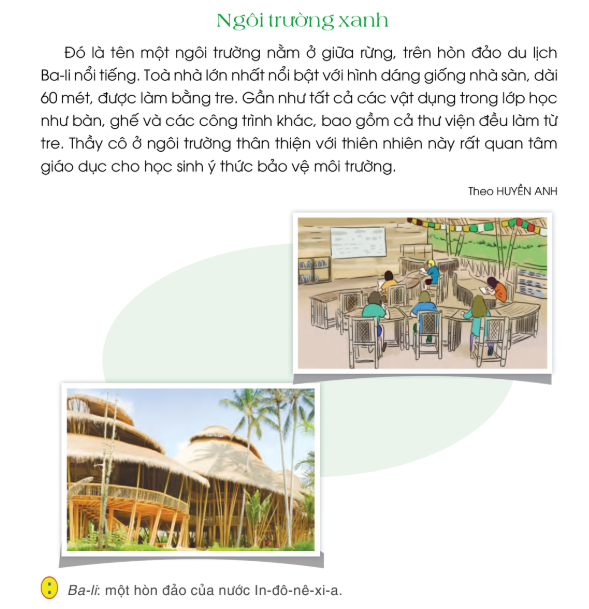 Ngôi trường xanh
Đó là tên một ngôi trường nằm ở giữa rừng, trên hòn đảo du lịch
Ba-li nổi tiếng. Toà nhà lớn nhất nổi bật với hình dáng giống nhà sàn, dài
60 mét, được làm bằng tre. Gần như tất cả các vật dụng trong lớp học
như bàn, ghế và các công trình khác, bao gồm cả thư viện đều làm từ
tre. Thầy cô ở ngôi trường thân thiện với thiên nhiên này rất quan tâm
giáo dục cho học sinh ý thức bảo vệ môi trường.
Theo HUYỀN ANH
: Ba-li: một hòn đảo của nước In-đô-nê-xi-a.